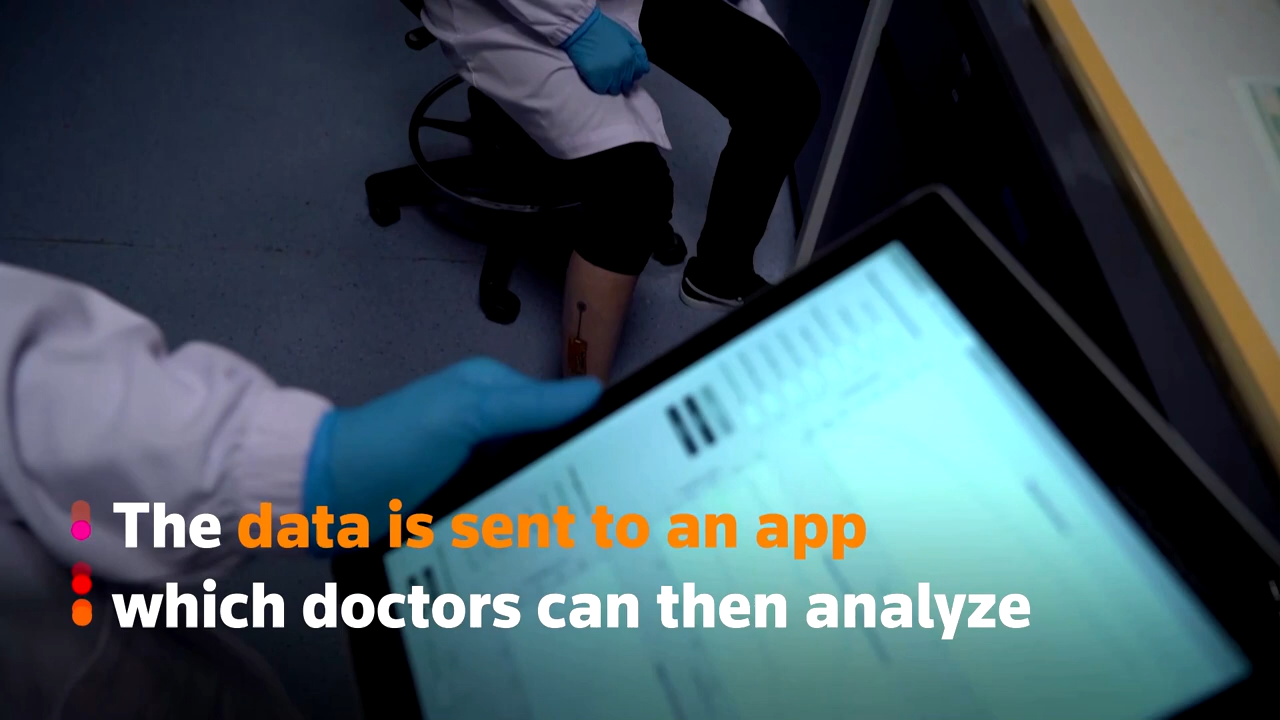 The data is sent to an app
which doctors can then analyze